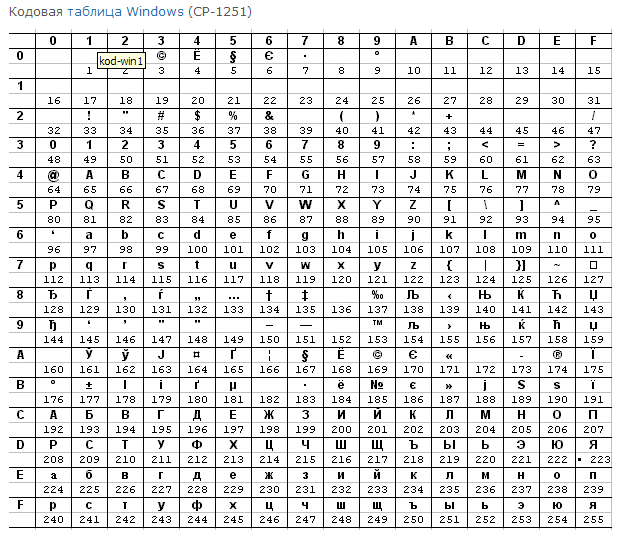 Кодовая таблица Windows (CP-1251)
0 1 2 3 4 5 6 7 8 9 A B C D E F
0 © Ё § Є · °
kod-win1
1 2 3 4 5 6 7 8 9 10 11 12 13 14 15
1
16 17 18 19 20 21 22 23 24 25 26 27 28 29 30 31
2 ! " # $ % & ( ) * + /
32 33 34 35 36 37 38 39 40 41 42 43 44 45 46 47
3 0 1 2 3 4 5 6 7 8 9 : ; < = > ?
48 49 50 51 52 53 54 55 56 57 58 59 60 61 62 63
4 @ A B C D E F G H I J K L M N O
64 65 66 67 68 69 70 71 72 73 74 75 76 77 78 79
5 P Q R S T U V W X Y Z [ \ ] ^ _
80 81 82 83 84 85 86 87 88 89 90 91 92 93 94 95
6 ‘ a b c d e f g h i j k l m n o
96 97 98 99 100 101 102 103 104 105 106 107 108 109 110 111
7 p q r s t u v w x y z { | }] ~ □
112 113 114 115 116 117 118 119 120 121 122 123 124 125 126 127
8 Ђ Ѓ ‚ ѓ „ … † ‡ ‰ Љ ‹ Њ Ќ Ћ Џ
128 129 130 131 132 133 134 135 136 137 138 139 140 141 142 143
9 ђ ‘ ’ " " – — ™ љ › њ ќ ћ џ
144 145 146 147 148 149 150 151 152 153 154 155 156 157 158 159
A Ў ў J ¤ Ґ ¦ § Ё © Є « - ® Ї
160 161 162 163 164 165 166 167 168 169 170 171 172 173 174 175
B ° ± I i ґ µ · ё № є » j S s ї
176 177 178 179 180 181 182 183 184 185 186 187 188 189 190 191
C А Б В Г Д Е Ж З И Й К Л М Н О П
192 193 194 195 196 197 198 199 200 201 202 203 204 205 206 207
D Р С Т У Ф Х Ц Ч Ш Щ Ъ Ы Ь Э Ю Я
208 209 210 211 212 213 214 215 216 217 218 219 220 221 222 ▪ 223
E а б в г д е ж з и й к л м н о п
224 225 226 227 228 229 230 231 232 233 234 235 236 237 238 239
F р с т у ф х ц ч ш щ ъ ы ь э ю я
240 241 242 243 244 245 246 247 248 249 250 251 252 253 254 255